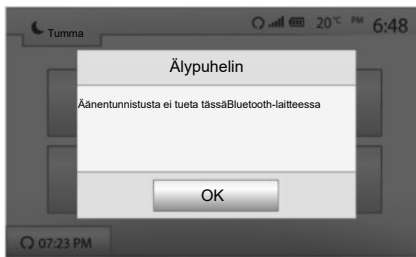 Tumma
20°C PM 6:48
Älypuhelin
Äänentunnistusta ei tueta tässäBluetooth-laitteessa
OK
07:23 PM